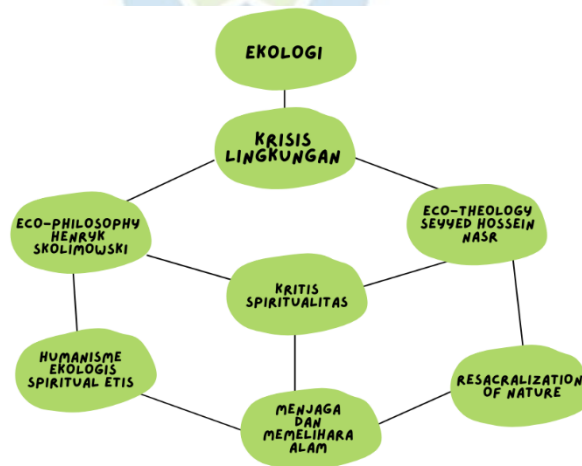 EKOLOGI
KRISIS
LINGKUNGAN
ECO-PHILOSOPHY
HENRYK
SKOLIMOWSKI
ECO-THEOLOGY
SEYYED HOSSEIN
NASR
KRITIS
SPIRITUALITAS
HUMANISME
EKOLOGIS
SPIRITUAL ETIS
RESACRALIZATION
OF NATURE
MENJAGA
DAN
MEMELIHARA
ALAM